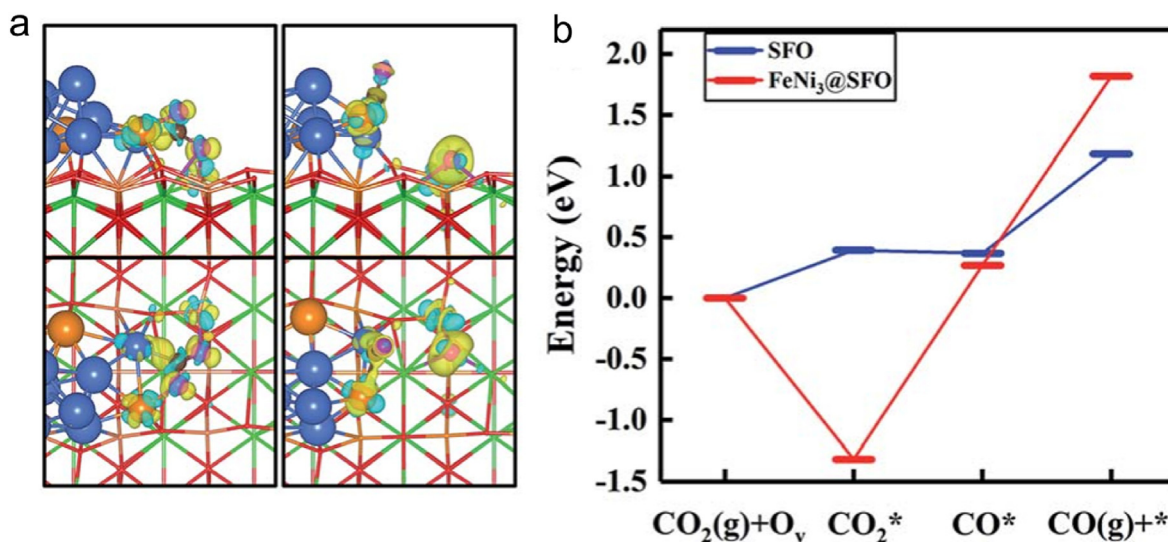 a
b
SFO
FeNi₃@SFO
Energy (eV)
2.0
1.5
1.0
0.5
0.0
-0.5
-1.0
-1.5
CO₂(g)+Oᵥ CO₂* CO* CO(g)+*